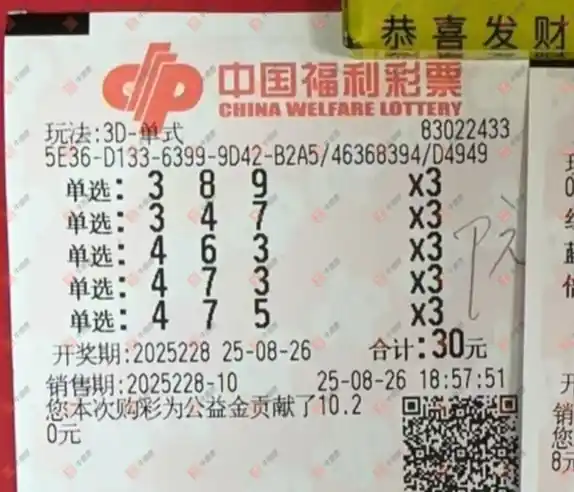 恭喜发财
中国福利彩票
CHINA WELFARE LOTTERY
玩法:3D-单式 83022433
5E36-D133-6399-9D42-B2A5/46368394/D4949
单选: 3 8 9 x3
单选: 3 4 7 x3
单选: 4 6 3 x3
单选: 4 7 3 x3
单选: 4 7 5 x3
开奖期:2025228 25-08-26 合计:30元
销售期:2025228-10 25-08-26 18:57:51
您本次购彩为公益金贡献了10.2
0元
开
销
您
8元